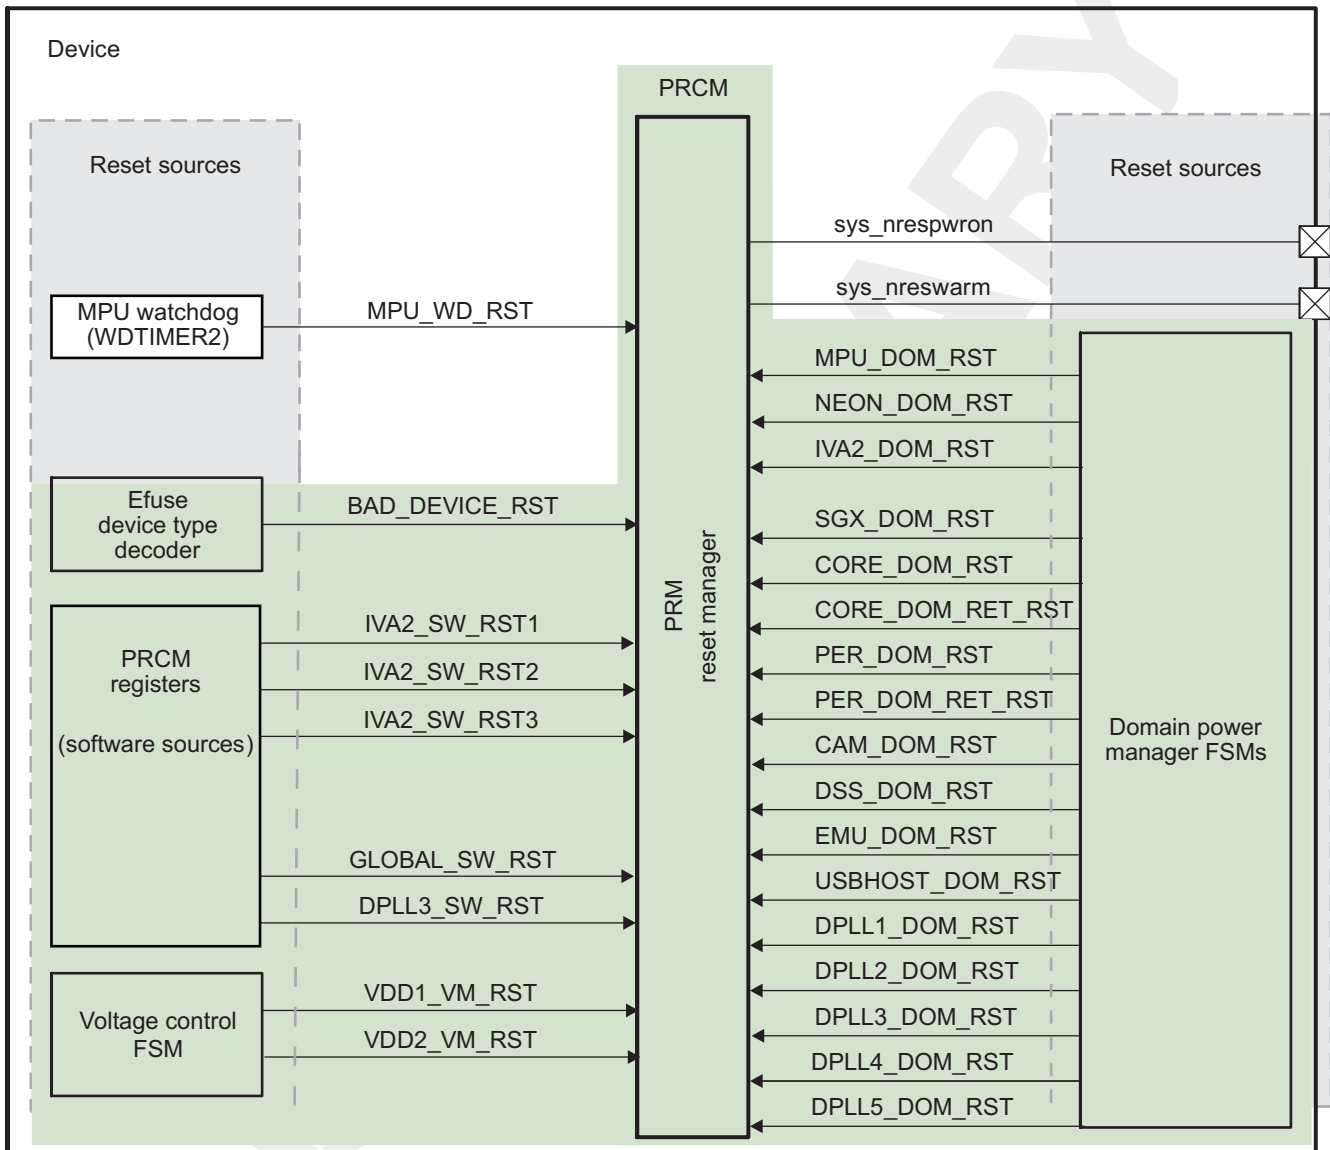 Device
PRCM
Reset sources
Reset sources
sys_nrespwron
sys_nreswarm
MPU watchdog
(WDTIMER2)
MPU_WD_RST
MPU_DOM_RST
NEON_DOM_RST
IVA2_DOM_RST
Efuse
device type
decoder
BAD_DEVICE_RST
SGX_DOM_RST
CORE_DOM_RST
CORE_DOM_RET_RST
PER_DOM_RST
PER_DOM_RET_RST
CAM_DOM_RST
DSS_DOM_RST
EMU_DOM_RST
USBHOST_DOM_RST
DPLL1_DOM_RST
DPLL2_DOM_RST
DPLL3_DOM_RST
DPLL4_DOM_RST
DPLL5_DOM_RST
PRM
reset manager
PRCM
registers
(software sources)
IVA2_SW_RST1
IVA2_SW_RST2
IVA2_SW_RST3
GLOBAL_SW_RST
DPLL3_SW_RST
Voltage control
FSM
VDD1_VM_RST
VDD2_VM_RST
Domain power
manager FSMs